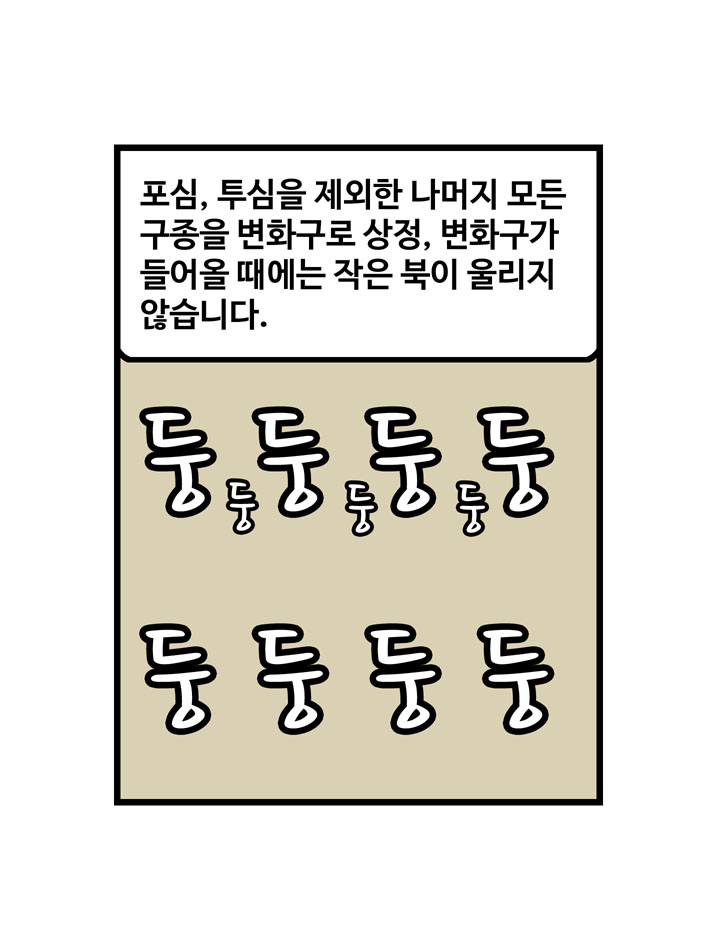 포심, 투심을 제외한 나머지 모든
구종을 변화구로 상정, 변화구가
들어올 때에는 작은 북이 울리지
않습니다.
둥 둥 둥 둥 둥 둥 둥
둥 둥 둥 둥